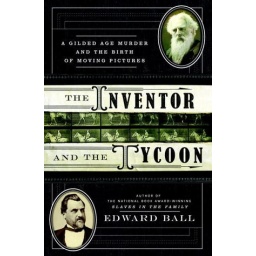 A GILDED AGE MURDER
AND THE BIRTH
OF MOVING PICTURES
THE INVENTOR
AND THE TYCOON
AUTHOR OF
THE NATIONAL BOOK AWARD-WINNING
SLAVES IN THE FAMILY
EDWARD BALL